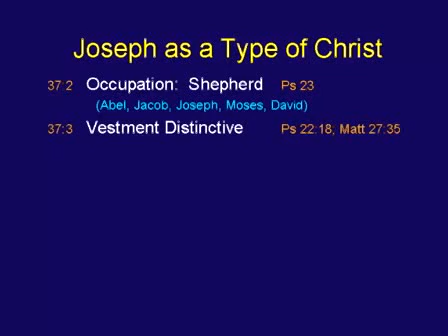 Joseph as a Type of Christ
37:2 Occupation: Shepherd Ps 23
(Abel, Jacob, Joseph, Moses, David)
37:3 Vestment Distinctive Ps 22:18, Matt 27:35